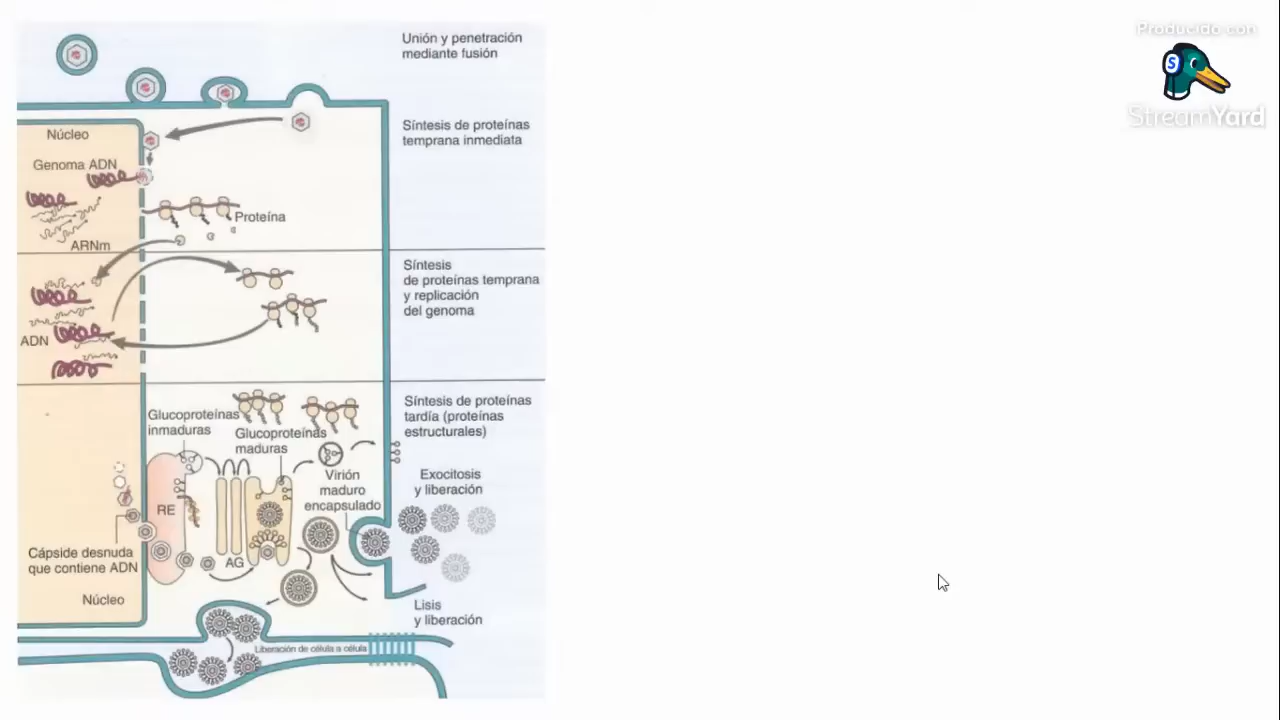 Unión y penetración
mediante fusión
Producido con
StreamYard
S
Núcleo
Síntesis de proteínas
temprana inmediata
Genoma ADN
Proteína
ARNm
Síntesis
de proteínas temprana
y replicación
del genoma
ADN
Síntesis de proteínas
tardía (proteínas
estructurales)
Glucoproteínas
inmaduras
Glucoproteínas
maduras
Virión
maduro
encapsulado
Exocitosis
y liberación
RE
AG
Cápside desnuda
que contiene ADN
Núcleo
Lisis
y liberación
Liberación de célula a célula